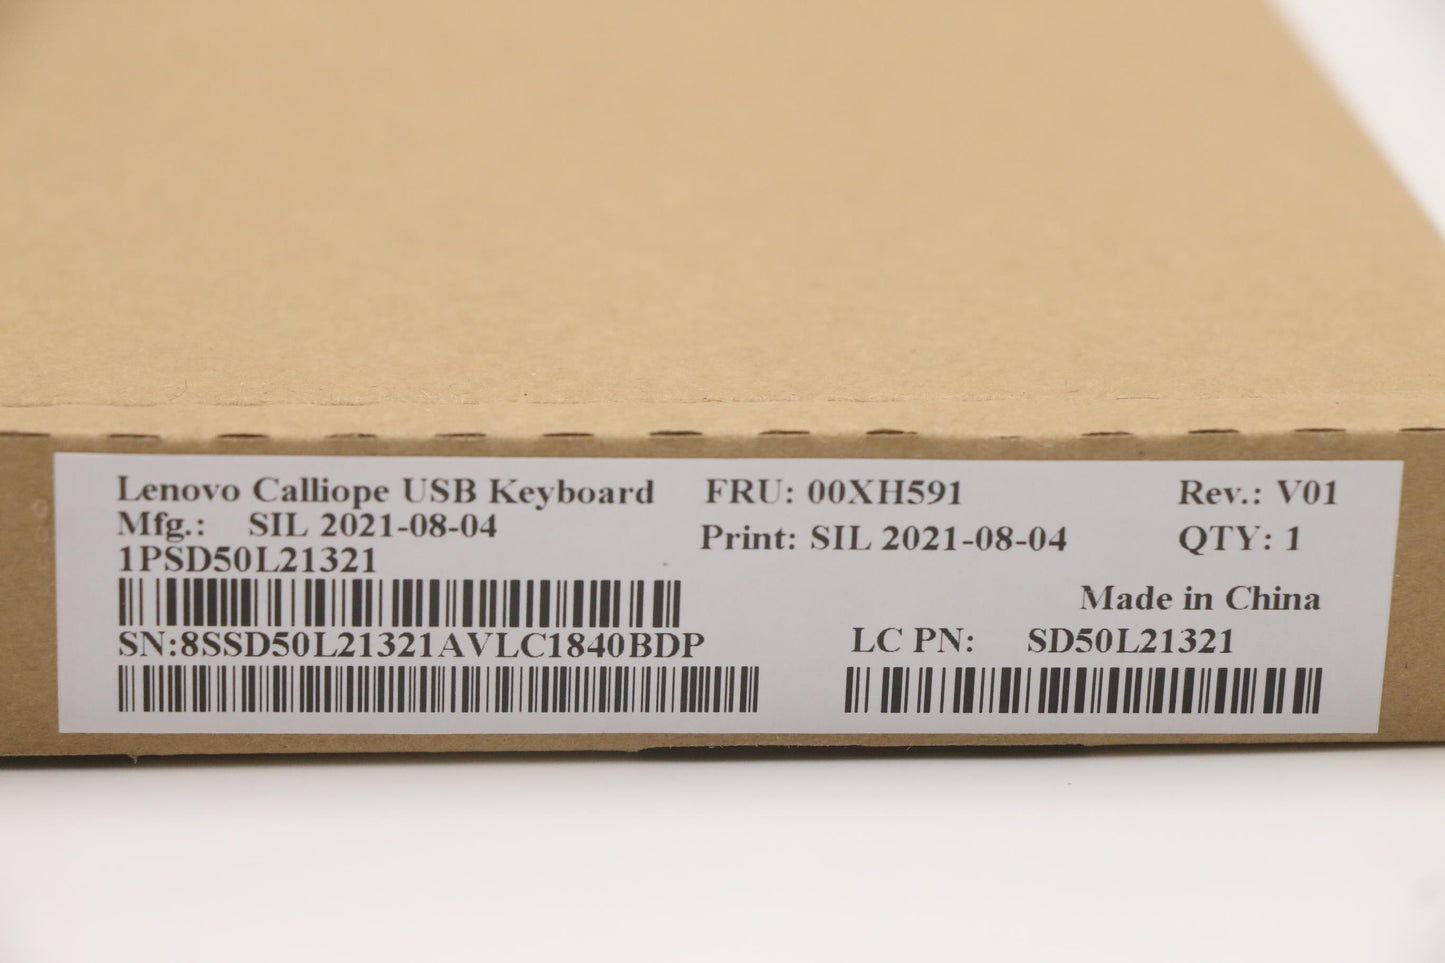 Lenovo Calliope USB Keyboard FRU: 00XH591 Rev.: V01
Mfg.: SIL 2021-08-04 Print: SIL 2021-08-04 QTY: 1
1PSD50L21321
Made in China
SN:8SSD50L21321AVLC1840BDP LC PN: SD50L21321